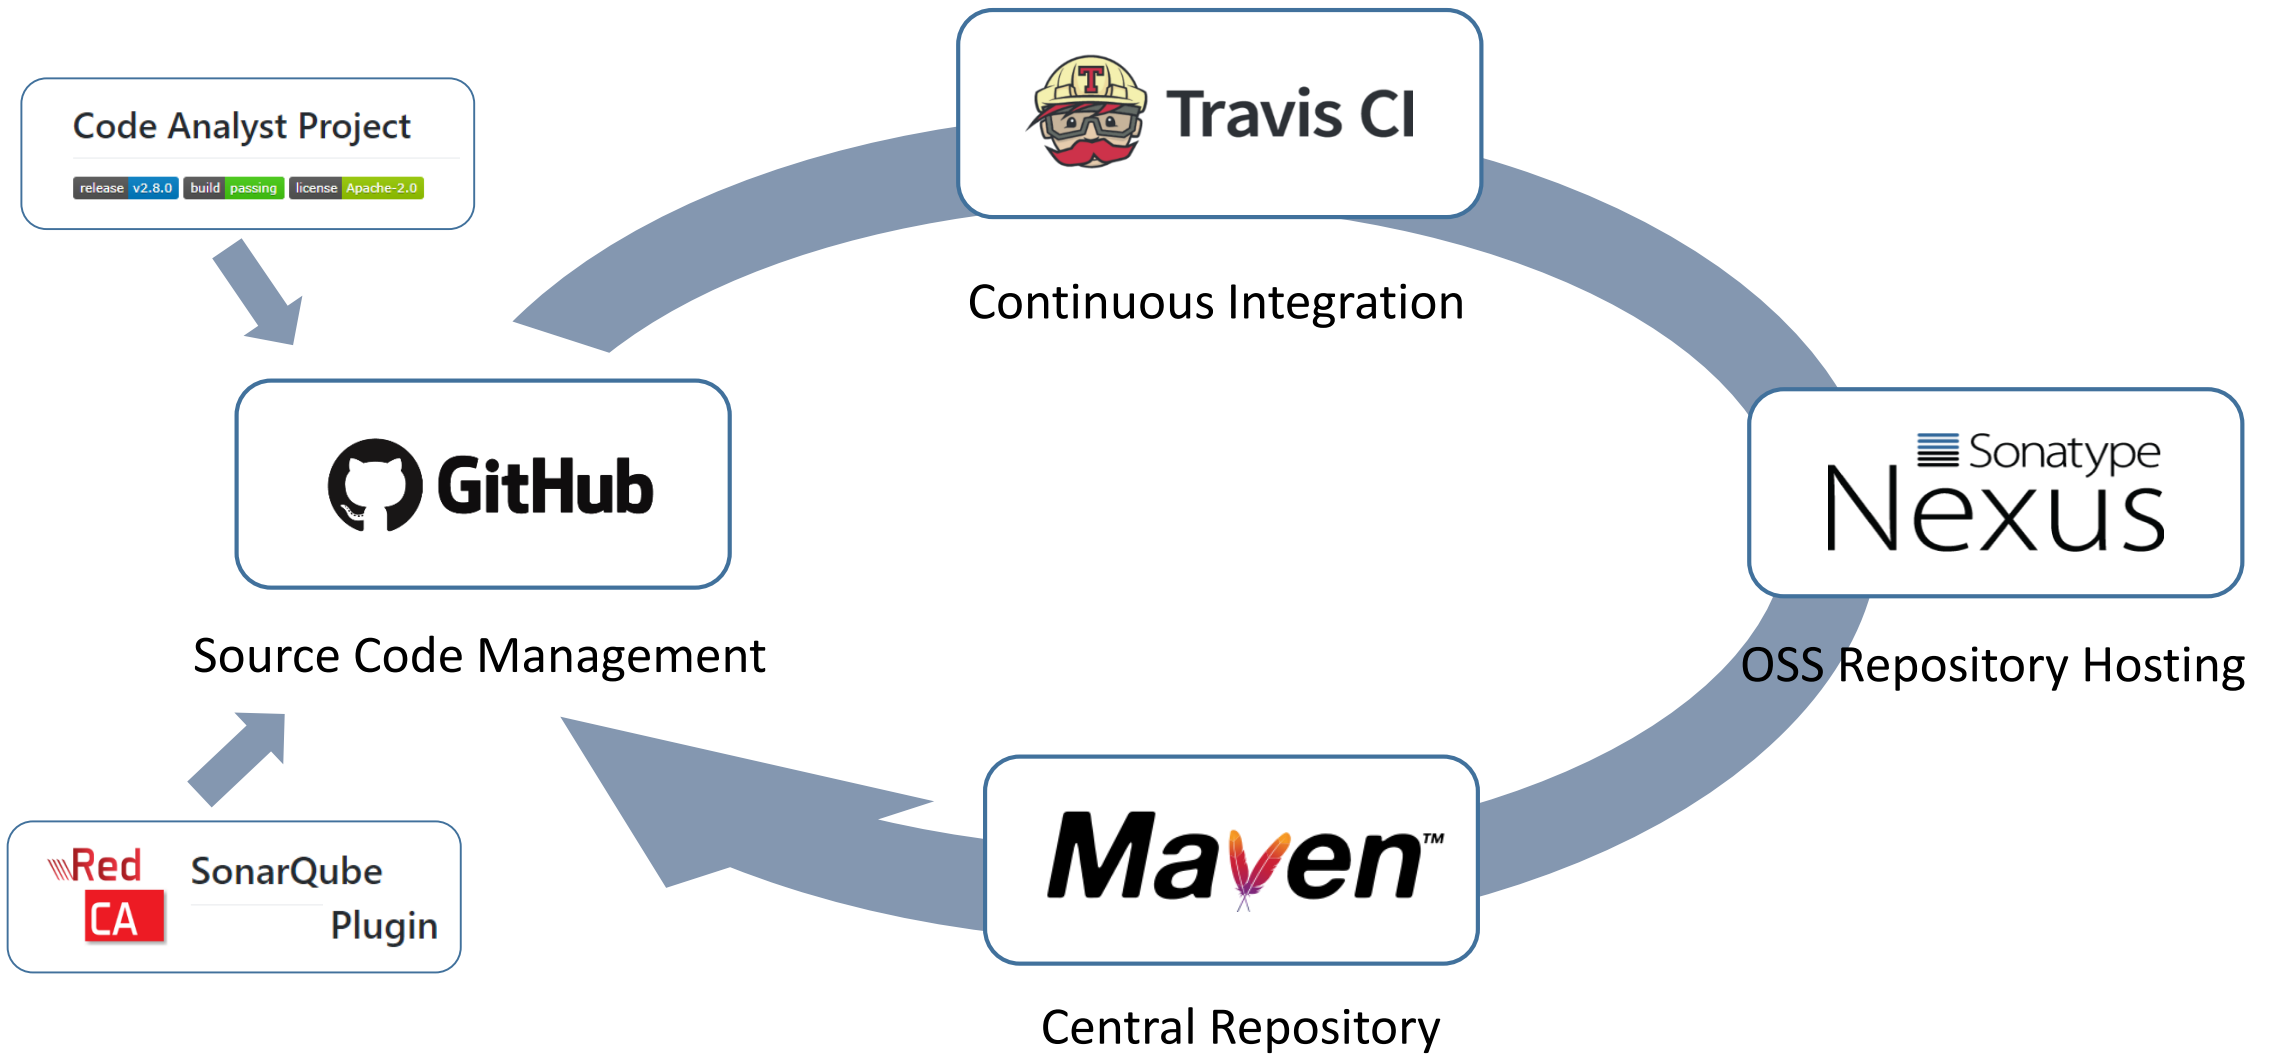 Travis CI
Continuous Integration
Code Analyst Project
release v2.8.0 build passing license Apache-2.0
GitHub
Source Code Management
Sonatype
Nexus
OSS Repository Hosting
Red
CA
SonarQube
Plugin
Maven™
Central Repository